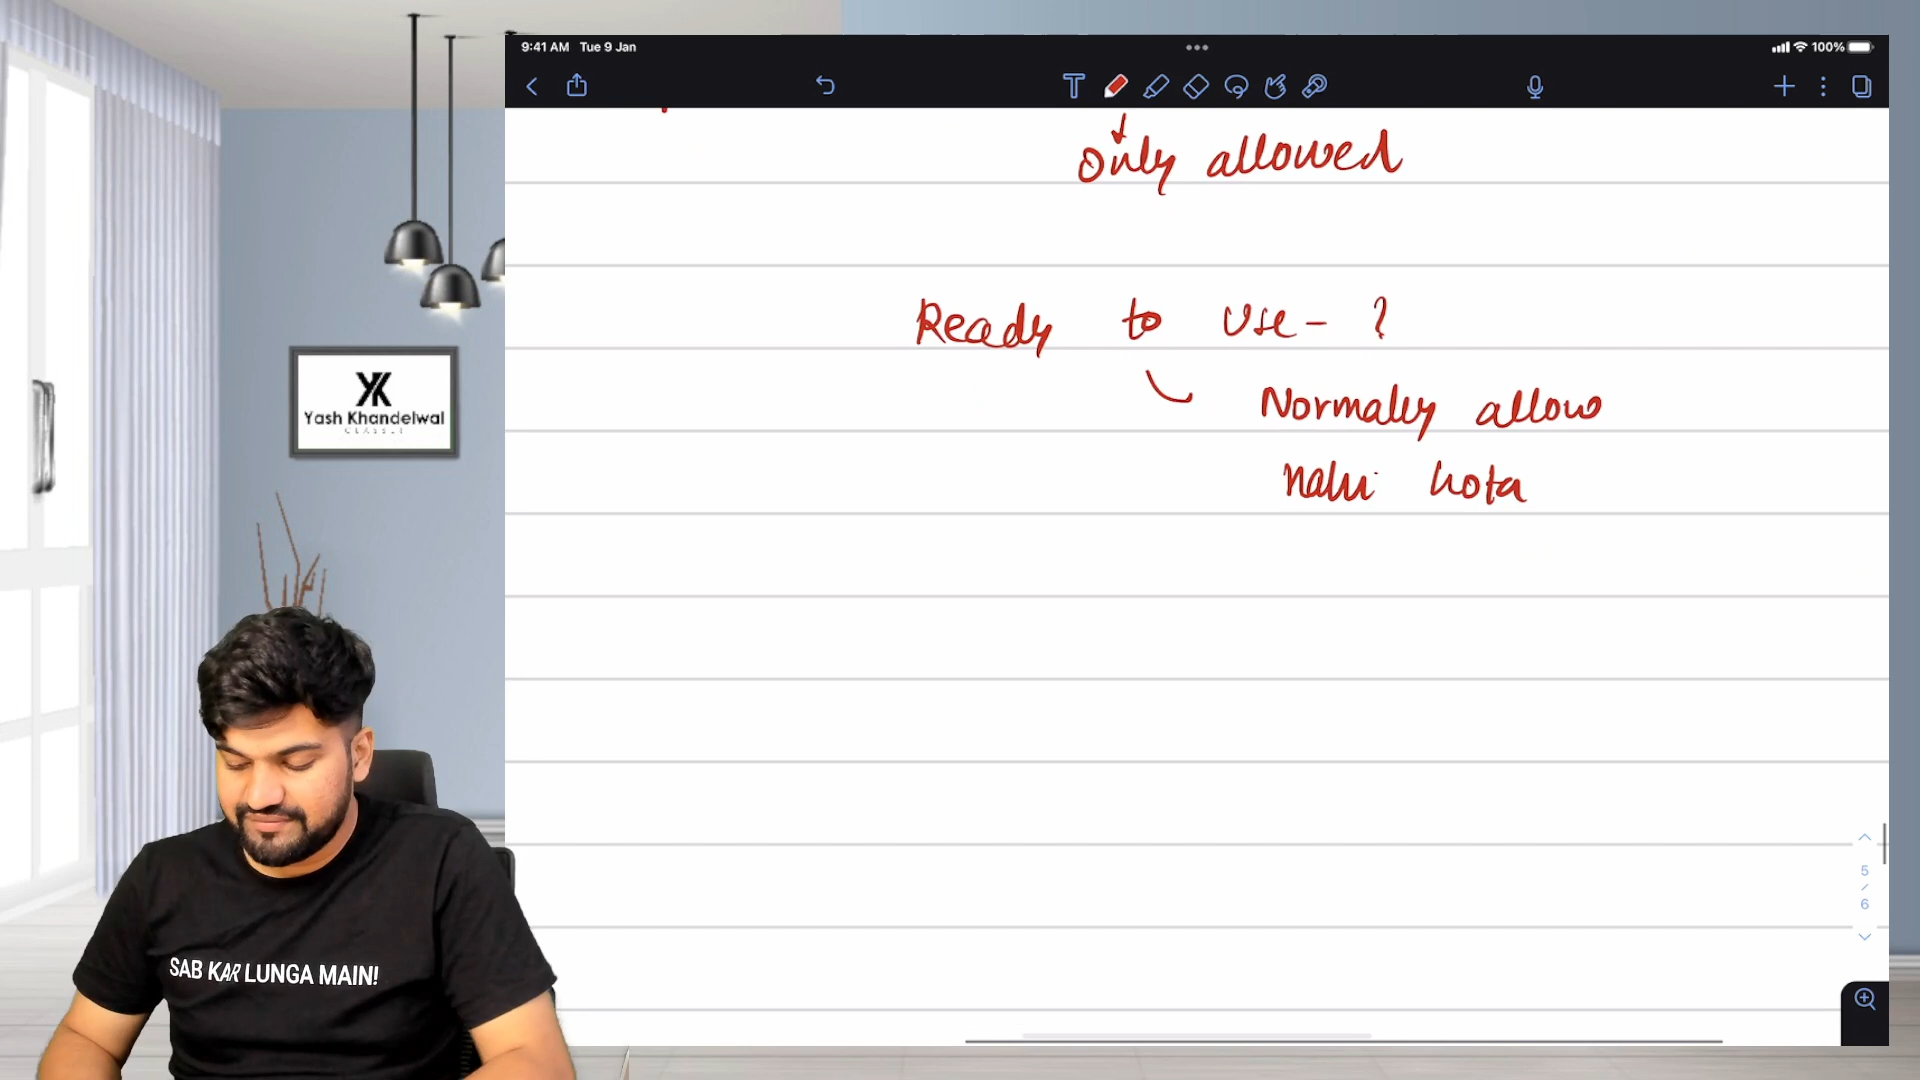 9:41 AM Tue 9 Jan
100%
Only allowed
Ready to Use - ?
Normally allow
nahi hota
Yash Khandelwal
CLASSES
SAB KAR LUNGA MAIN!
5
/
6